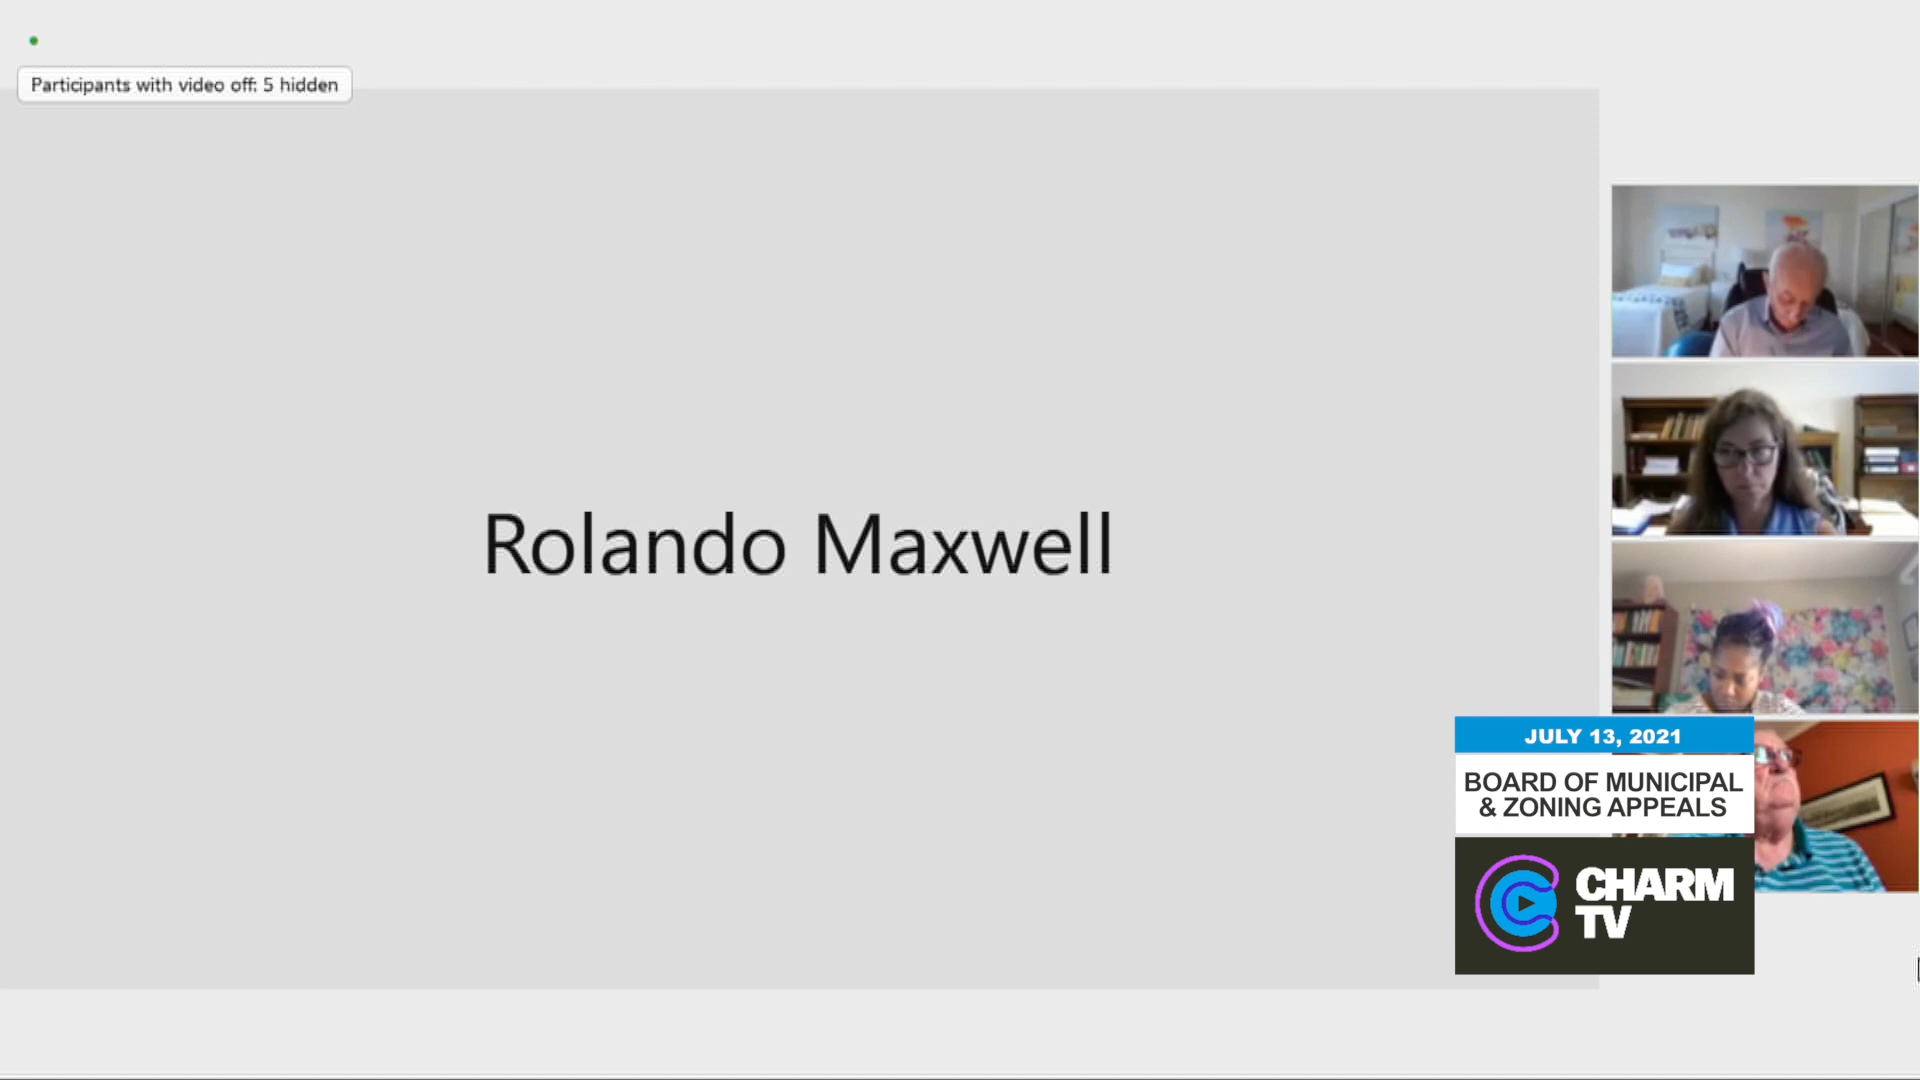 Participants with video off: 5 hidden
Rolando Maxwell
JULY 13, 2021
BOARD OF MUNICIPAL
& ZONING APPEALS
CHARM
TV